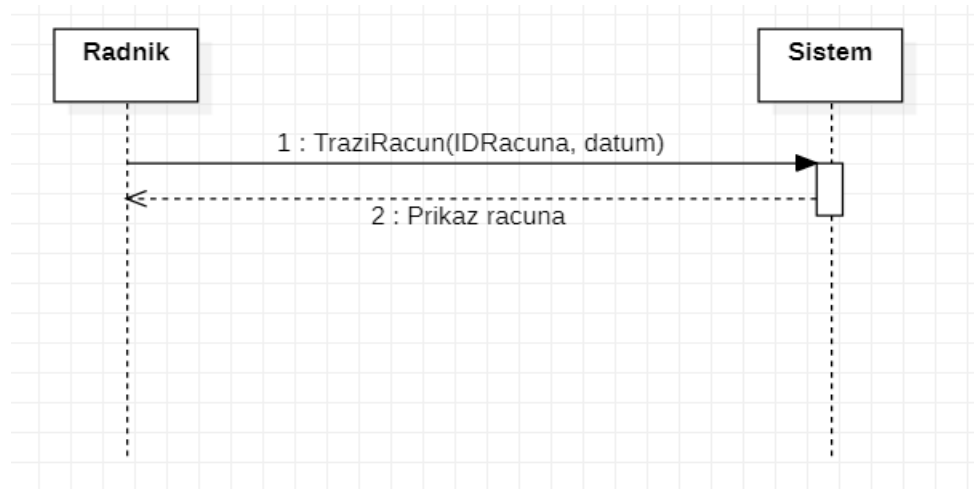 Radnik
Sistem
1 : TraziRacun(IDRacuna, datum)
2 : Prikaz racuna